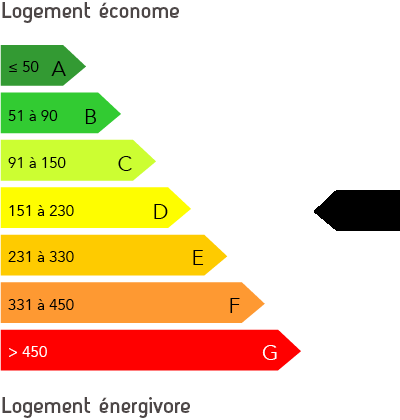 Logement économe
≤ 50 A
51 à 90 B
91 à 150 C
151 à 230 D
231 à 330 E
331 à 450 F
> 450 G
Logement énergivore